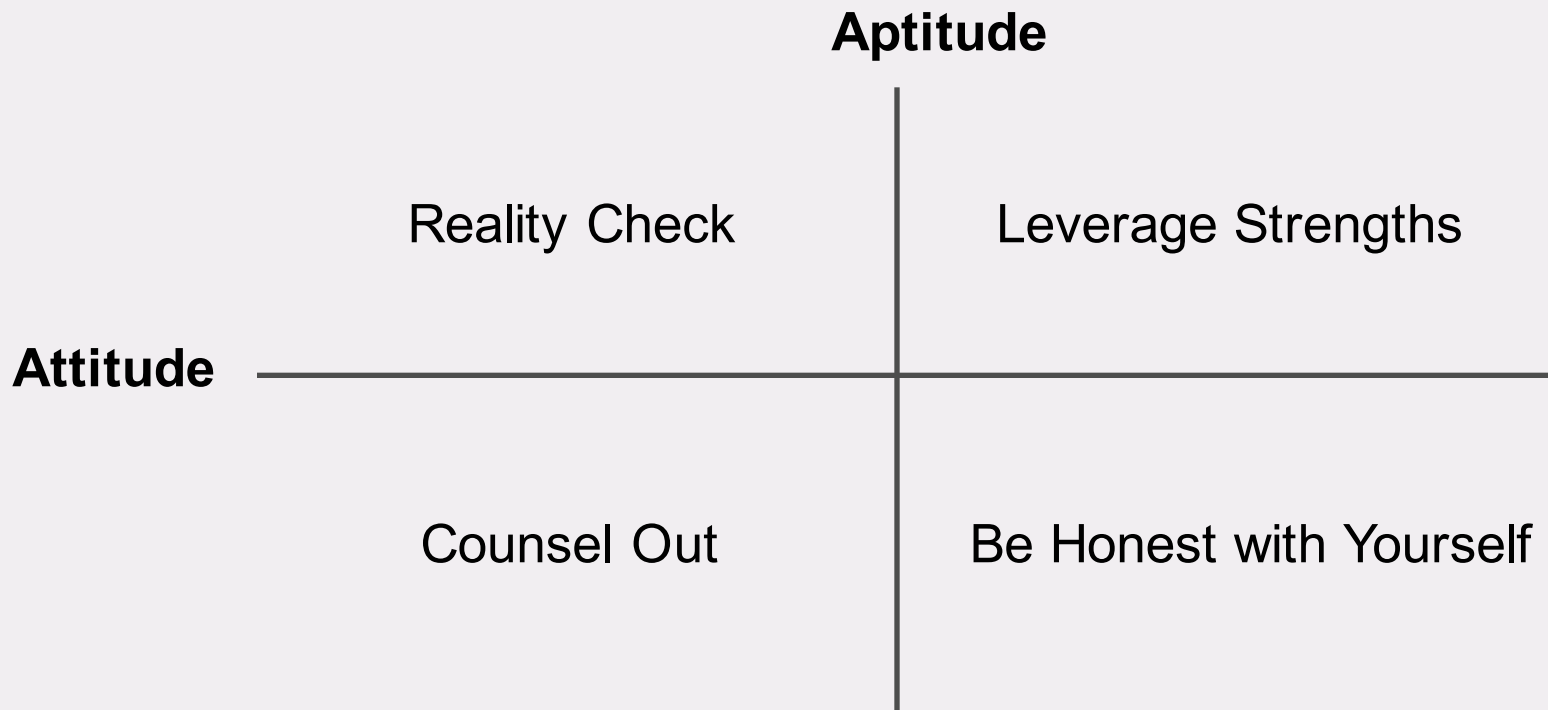 Aptitude
Reality Check
Leverage Strengths
Attitude
Counsel Out
Be Honest with Yourself